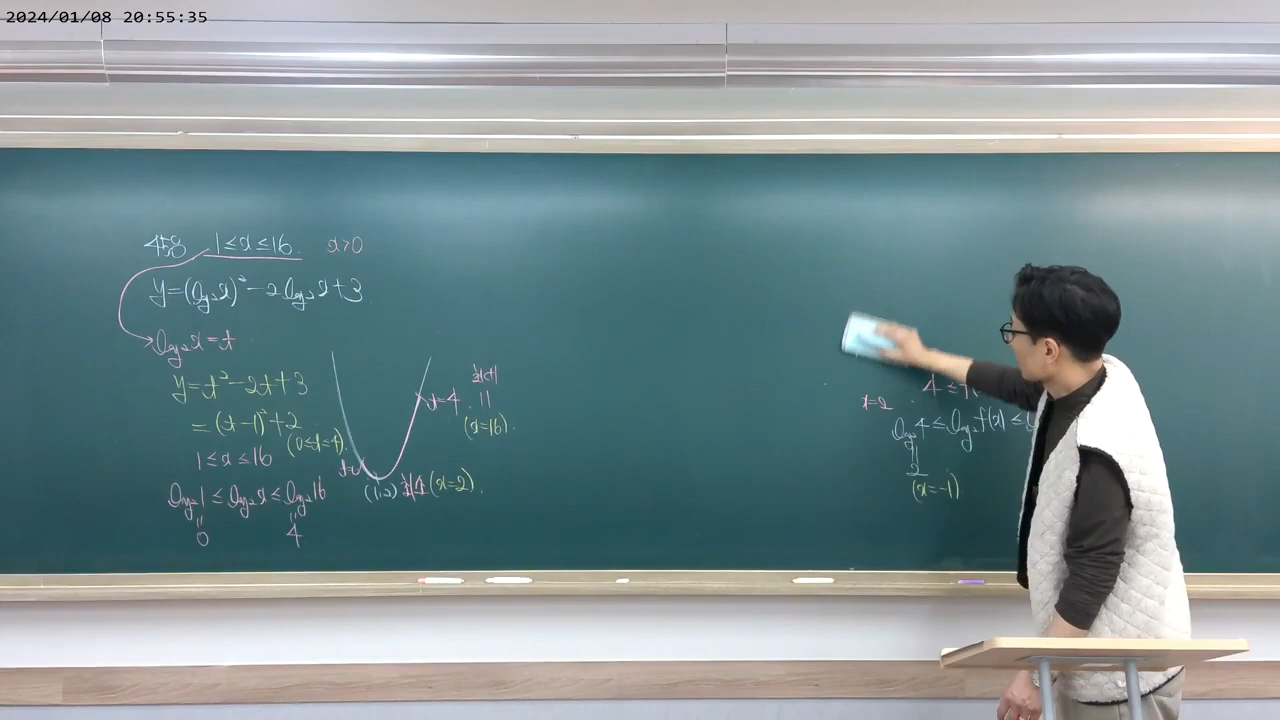 2024/01/08 20:55:35
458 1≤x≤16. x>0
y=(log₂x)²-2log₂x+3
log₂x=t
y=t²-2t+3
=(t-1)²+2
(0≤t≤4)
1≤x≤16
log₂1≤log₂x≤log₂16
0 4
t=4
최대
(x=16).
(1,2) 최소 (x=2).
4≤f(
x=2
log₂4≤log₂f(x)≤
2
(x=-1)